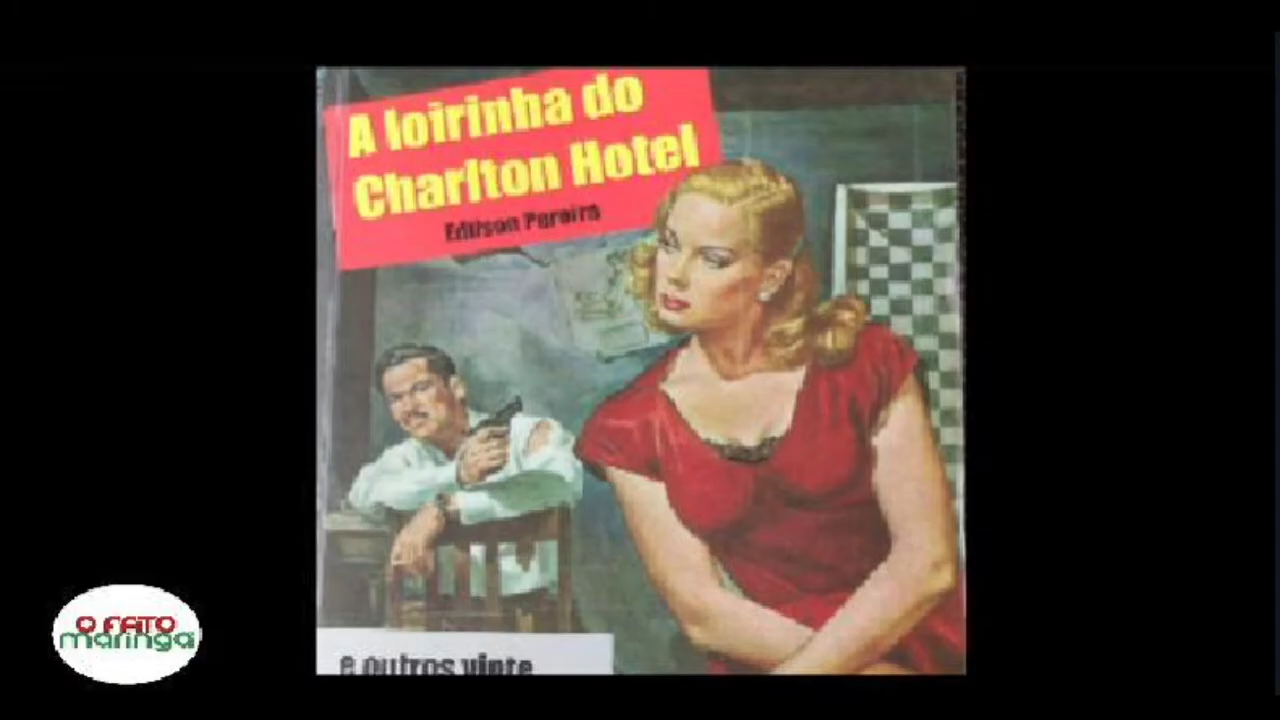 A loirinha do
Charlton Hotel
Edilson Pereira
e outros vinte
O FATO
maringá